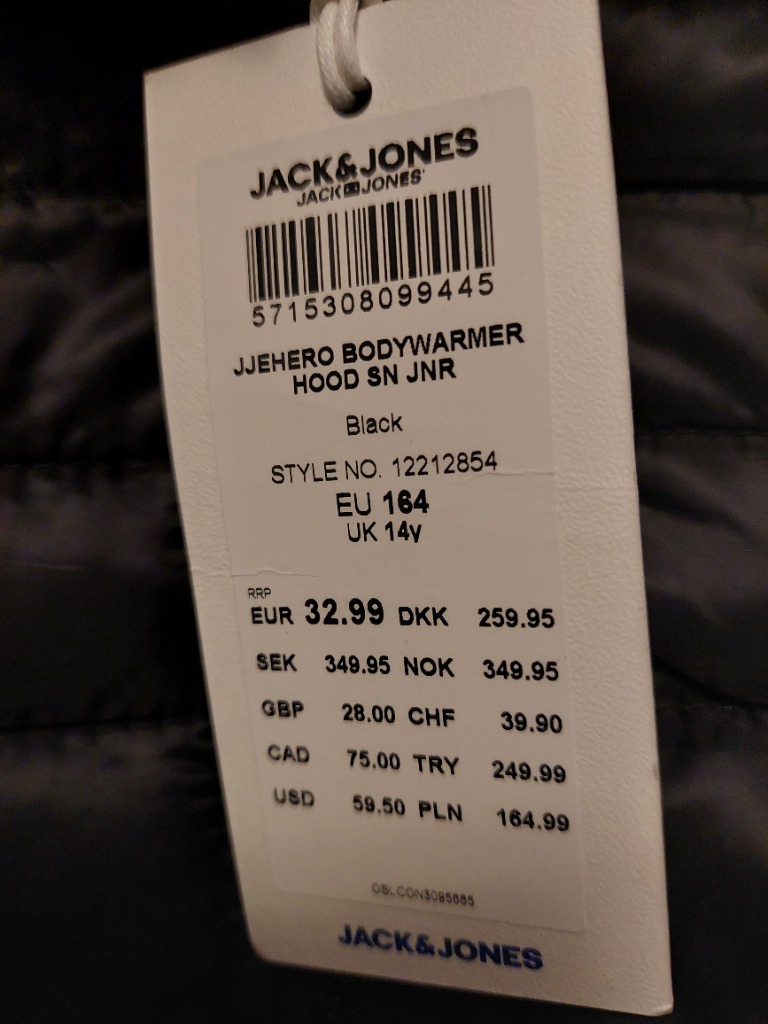 JACK&JONES
JACK & JONES
5715308099445
JJEHERO BODYWARMER
HOOD SN JNR
Black
STYLE NO. 12212854
EU 164
UK 14y
RRP
EUR 32.99 DKK 259.95
SEK 349.95 NOK 349.95
GBP 28.00 CHF 39.90
CAD 75.00 TRY 249.99
USD 59.50 PLN 164.99
JACK&JONES